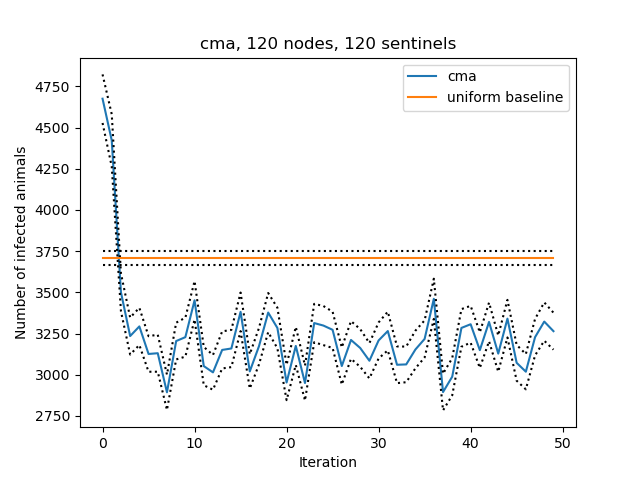 cma, 120 nodes, 120 sentinels
cma
uniform baseline
Number of infected animals
4750
4500
4250
4000
3750
3500
3250
3000
2750
0 10 20 30 40 50
Iteration